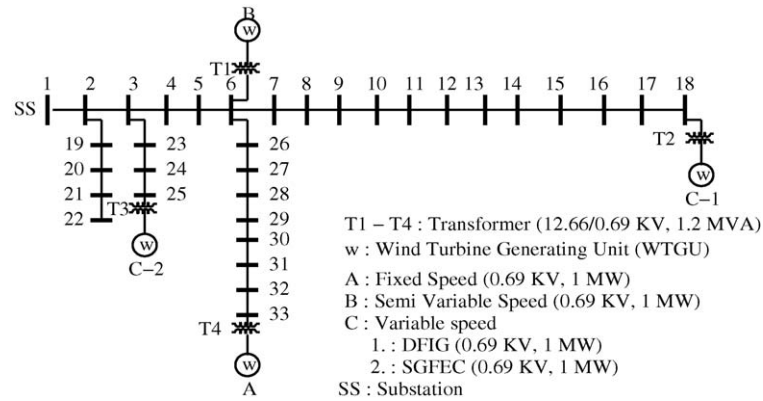 B
w
T1
1 2 3 4 5 6 7 8 9 10 11 12 13 14 15 16 17 18
SS
T2
19 23 26
20 24 27
w
21 25 28
C-1
T3
22 29
T1 - T4 : Transformer (12.66/0.69 KV, 1.2 MVA)
w
30
w : Wind Turbine Generating Unit (WTGU)
C-2
31
A : Fixed Speed (0.69 KV, 1 MW)
32
B : Semi Variable Speed (0.69 KV, 1 MW)
33
C : Variable speed
T4
1. : DFIG (0.69 KV, 1 MW)
w
2. : SGFEC (0.69 KV, 1 MW)
A
SS : Substation